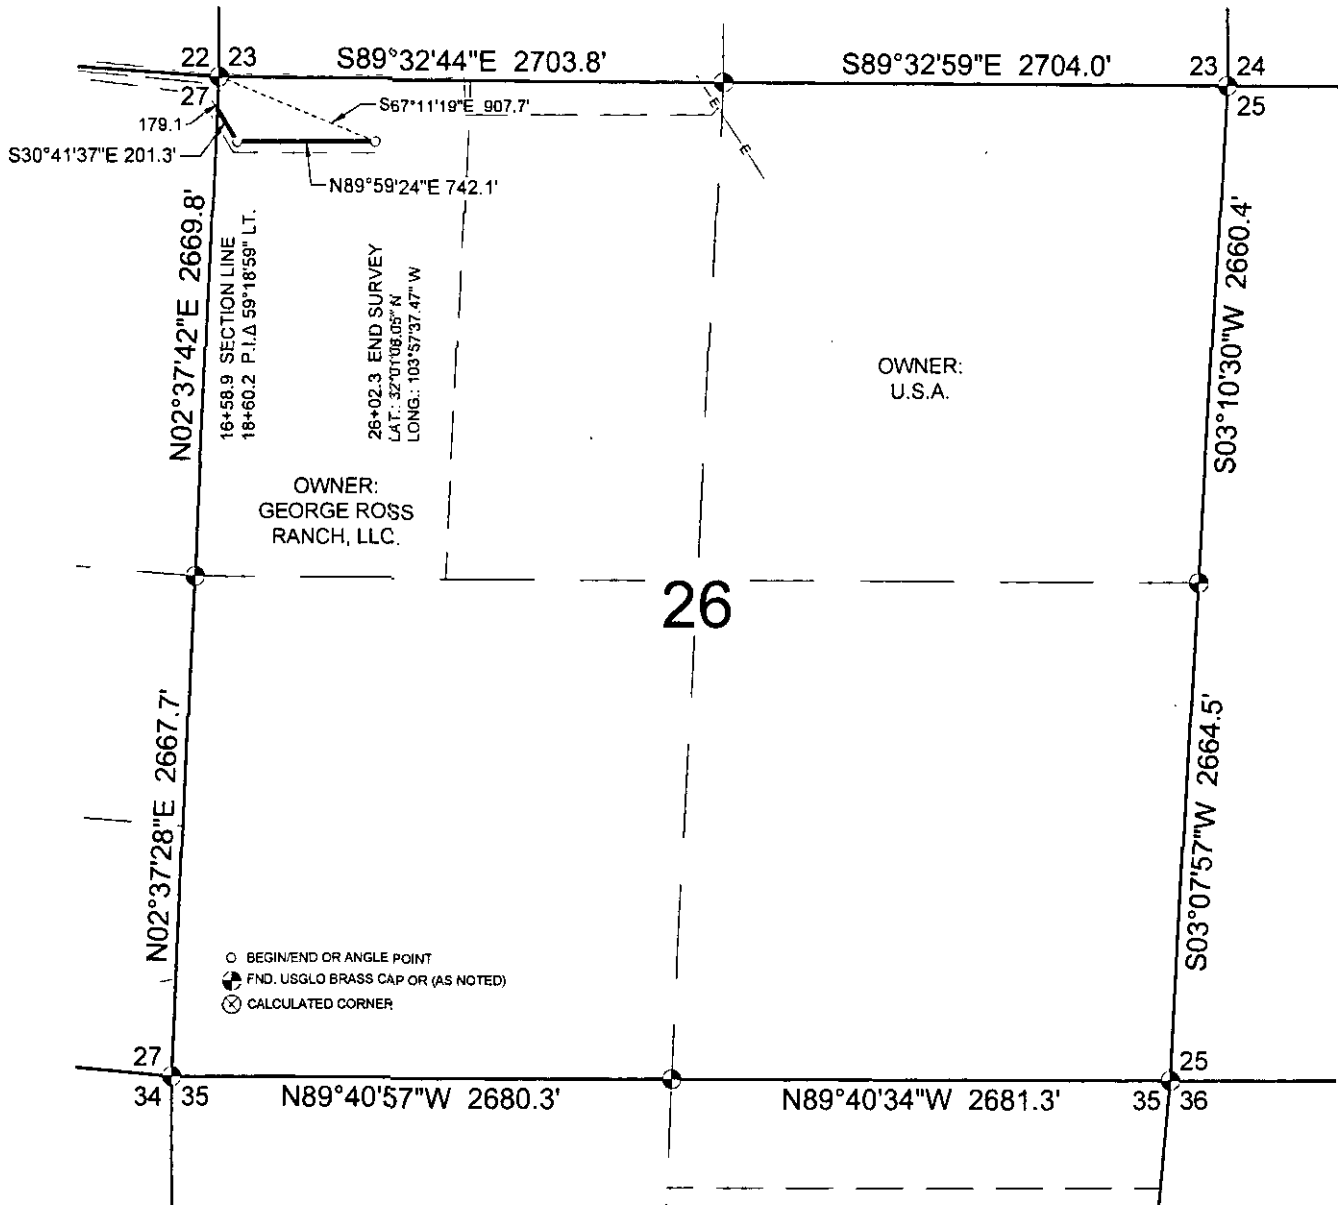 22 23
S89°32'44"E 2703.8'
S89°32'59"E 2704.0'
23 24
27
25
S67°11'19"E 907.7'
179.1
S30°41'37"E 201.3'
N89°59'24"E 742.1'
N02°37'42"E 2669.8'
16+58.9 SECTION LINE
18+60.2 P.I.Δ 59°18'59" LT.
26+02.3 END SURVEY
LAT.: 32°01'08.05" N
LONG.: 103°57'37.47" W
E
E
S03°10'30"W 2660.4'
OWNER:
U.S.A.
OWNER:
GEORGE ROSS
RANCH, LLC.
26
N02°37'28"E 2667.7'
S03°07'57"W 2664.5'
BEGIN/END OR ANGLE POINT
FND. USGLO BRASS CAP OR (AS NOTED)
CALCULATED CORNER
27
25
34 35
N89°40'57"W 2680.3'
N89°40'34"W 2681.3'
35 36